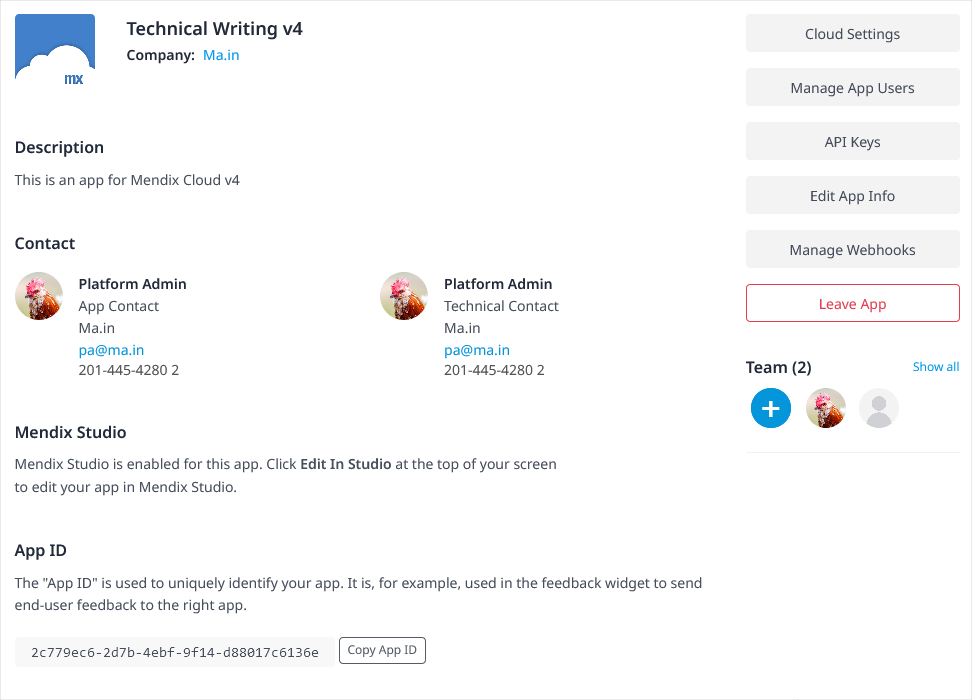 mx
Technical Writing v4
Company: Ma.in
Description
This is an app for Mendix Cloud v4
Contact
Platform Admin
App Contact
Ma.in
pa@ma.in
201-445-4280 2
Platform Admin
Technical Contact
Ma.in
pa@ma.in
201-445-4280 2
Mendix Studio
Mendix Studio is enabled for this app. Click Edit In Studio at the top of your screen
to edit your app in Mendix Studio.
App ID
The "App ID" is used to uniquely identify your app. It is, for example, used in the feedback widget to send
end-user feedback to the right app.
2c779ec6-2d7b-4ebf-9f14-d88017c6136e
Copy App ID
Cloud Settings
Manage App Users
API Keys
Edit App Info
Manage Webhooks
Leave App
Team (2)
Show all